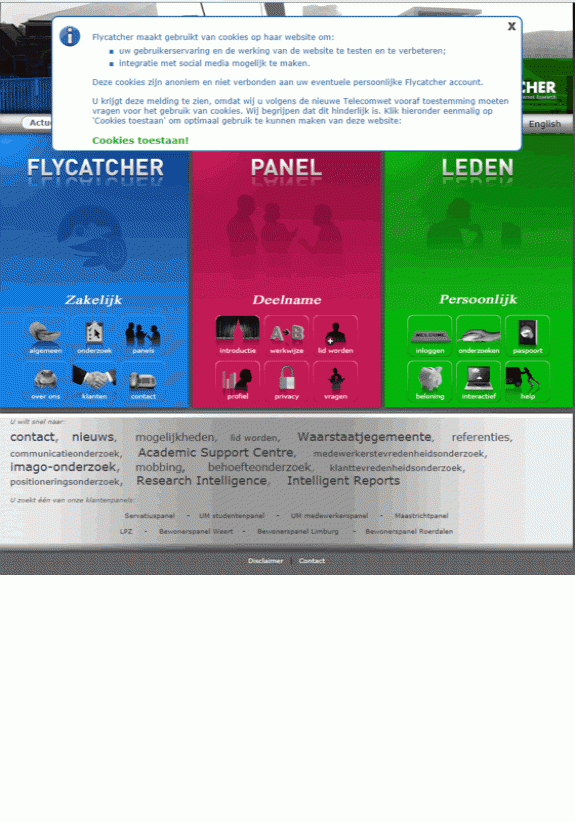 x
Flycatcher maakt gebruikt van cookies op haar website om:
uw gebruikerservaring en de werking van de website te testen en te verbeteren;
integratie met social media mogelijk te maken.
Deze cookies zijn anoniem en niet verbonden aan uw eventuele persoonlijke Flycatcher account.
U krijgt deze melding te zien, omdat wij u volgens de nieuwe Telecomwet vooraf toestemming moeten
vragen voor het gebruik van cookies. Wij begrijpen dat dit hinderlijk is. Klik hieronder eenmalig op
'Cookies toestaan' om optimaal gebruik te kunnen maken van deze website:
Cookies toestaan!
CHER
Actu
English
FLYCATCHER PANEL LEDEN
Zakelijk Deelname Persoonlijk
algemeen onderzoek panels introductie werkwijze lid worden inloggen onderzoeken paspoort
over ons klanten contact profiel privacy vragen beloning interactief help
U wilt snel naar:
contact, nieuws, mogelijkheden, lid worden, Waarstaatjegemeente, referenties,
communicatieonderzoek, Academic Support Centre, medewerkerstevredenheidsonderzoek,
imago-onderzoek, mobbing, behoefteonderzoek, klanttevredenheidsonderzoek,
positioneringsonderzoek, Research Intelligence, Intelligent Reports
U zoekt één van onze klantenpanels:
Servatiuspanel - UM studentenpanel - UM medewerkerspanel - Maastrichtpanel
LPZ - Bewonerspanel Weert - Bewonerspanel Limburg - Bewonerspanel Roerdalen
Disclaimer | Contact